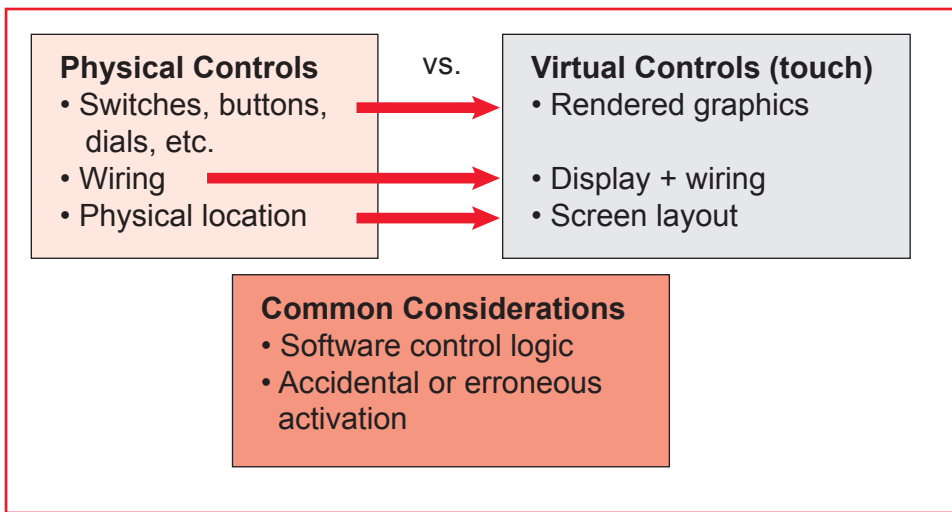 Physical Controls
• Switches, buttons,
dials, etc.
• Wiring
• Physical location
vs.
Virtual Controls (touch)
• Rendered graphics
• Display + wiring
• Screen layout
Common Considerations
• Software control logic
• Accidental or erroneous
activation